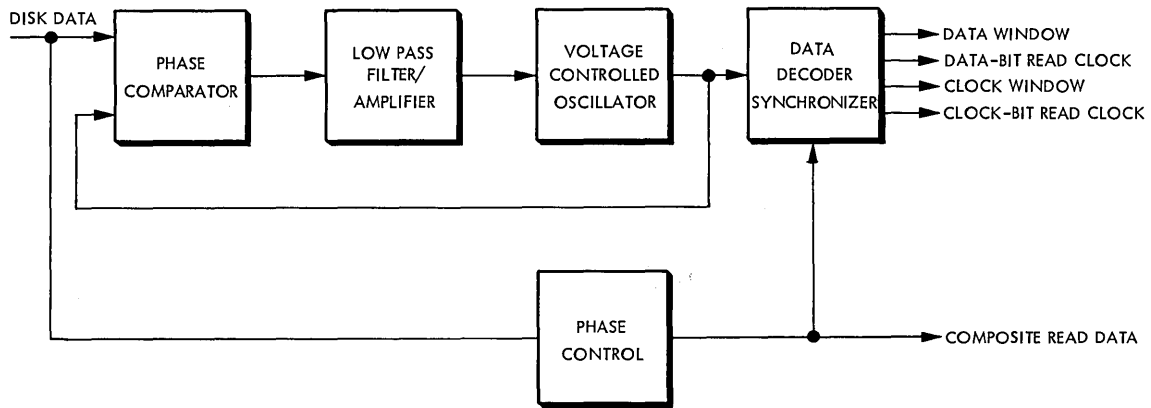 DISK DATA
PHASE
COMPARATOR
LOW PASS
FILTER/
AMPLIFIER
VOLTAGE
CONTROLLED
OSCILLATOR
DATA
DECODER
SYNCHRONIZER
DATA WINDOW
DATA-BIT READ CLOCK
CLOCK WINDOW
CLOCK-BIT READ CLOCK
PHASE
CONTROL
COMPOSITE READ DATA